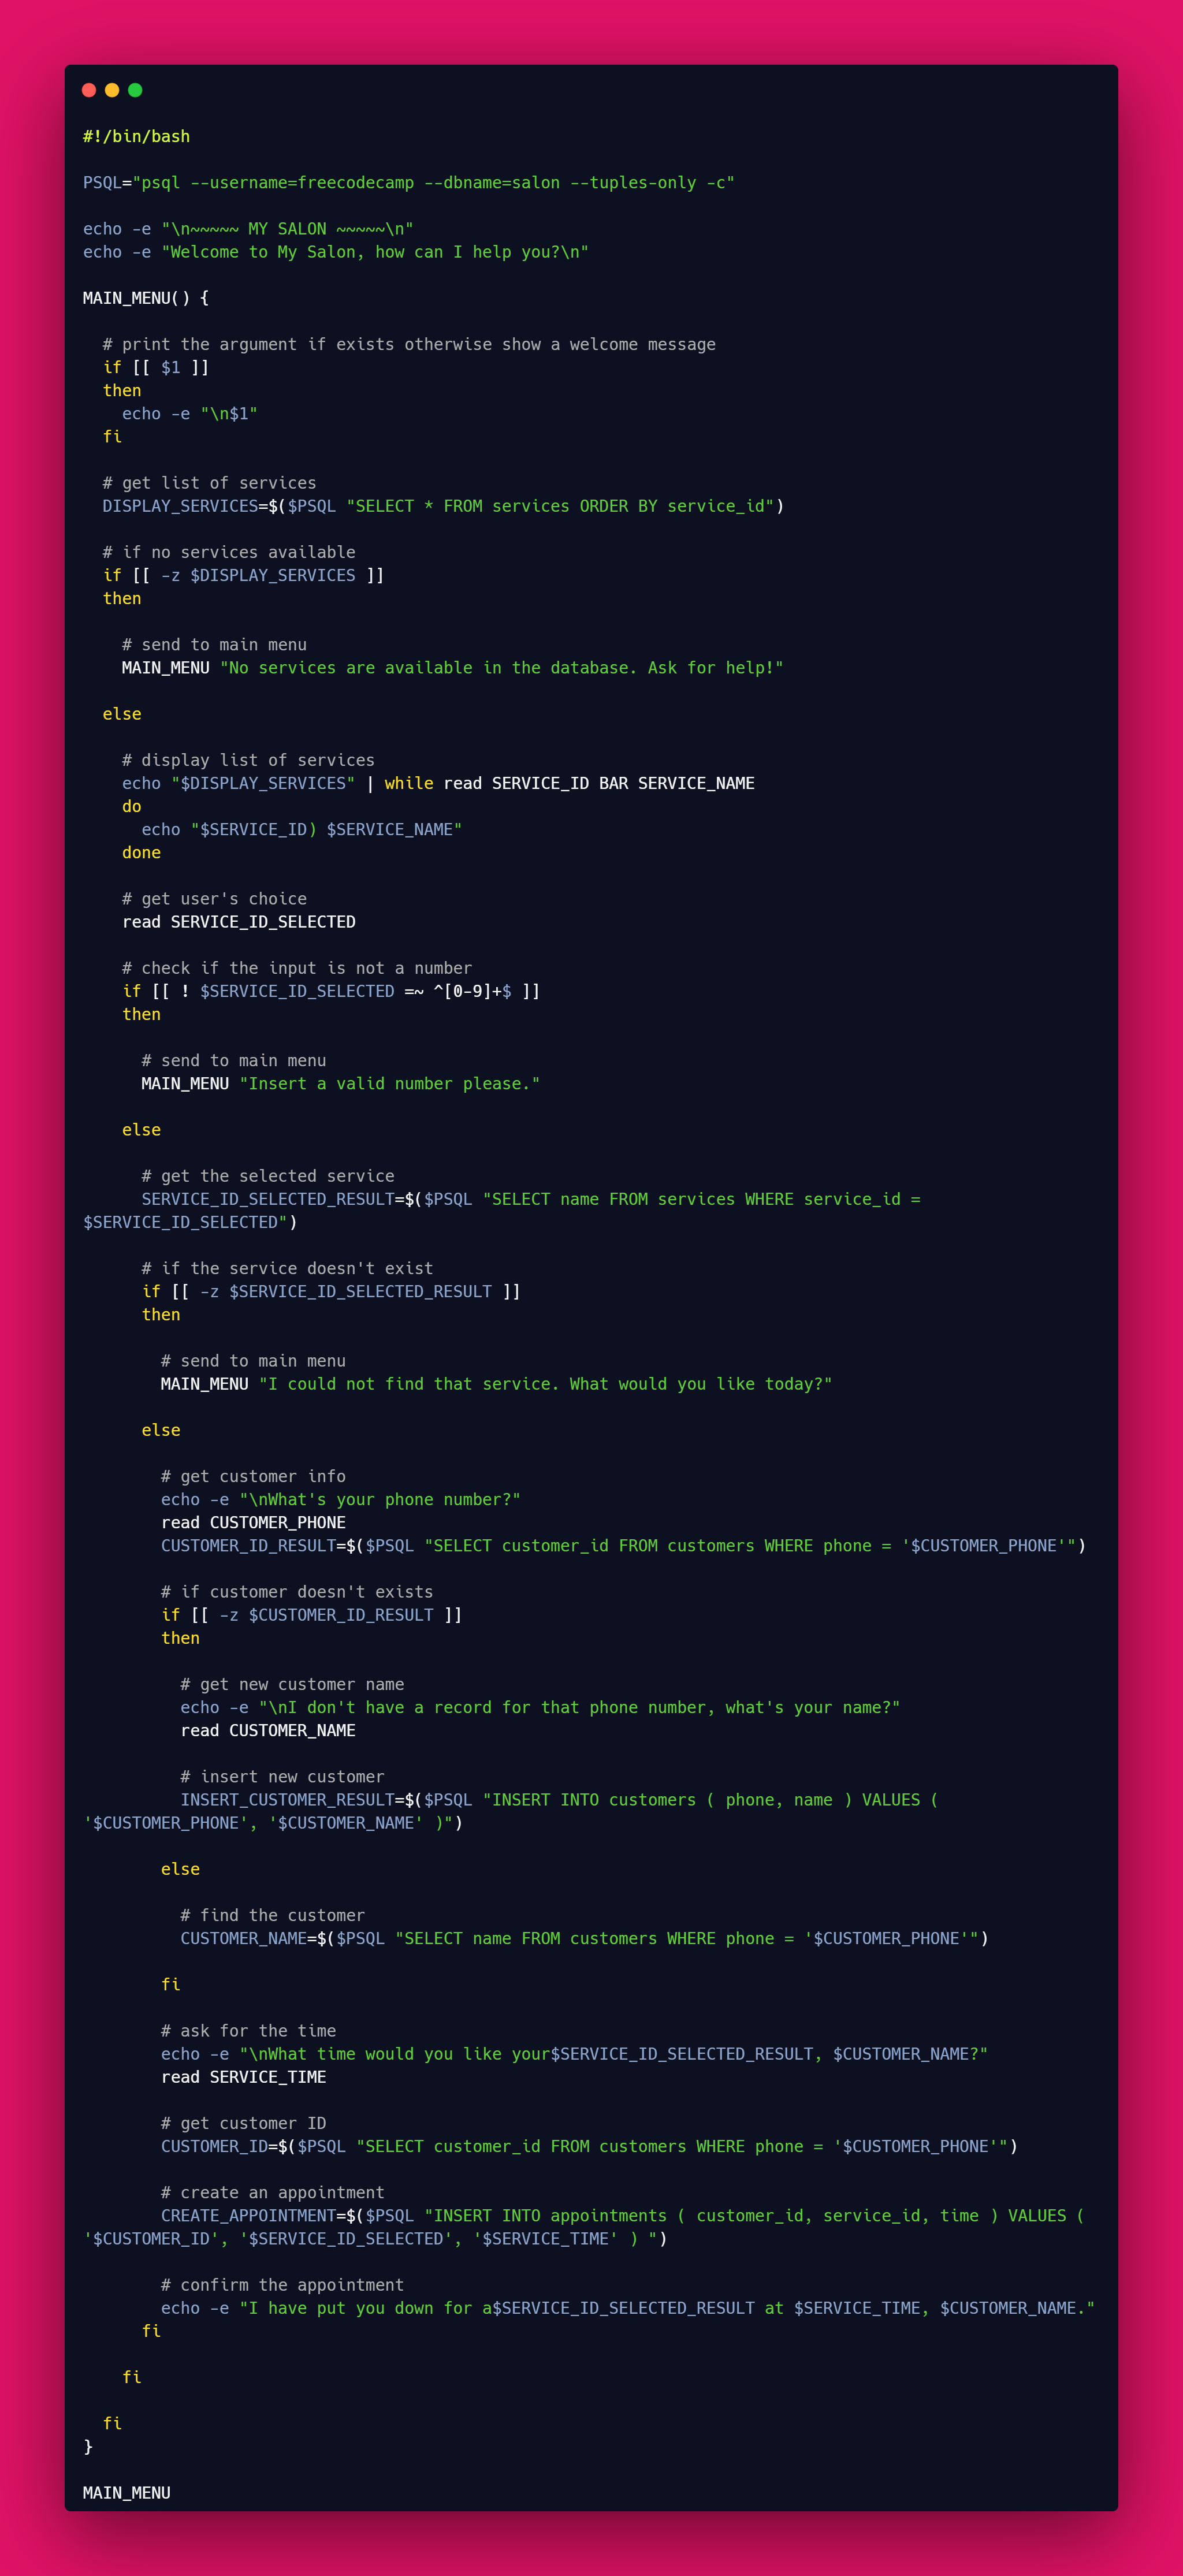 #!/bin/bash

PSQL="psql --username=freecodecamp --dbname=salon --tuples-only -c"

echo -e "\n~~~~~ MY SALON ~~~~~\n"
echo -e "Welcome to My Salon, how can I help you?\n"

MAIN_MENU() {

  # print the argument if exists otherwise show a welcome message
  if [[ $1 ]]
  then
    echo -e "\n$1"
  fi

  # get list of services
  DISPLAY_SERVICES=$($PSQL "SELECT * FROM services ORDER BY service_id")

  # if no services available
  if [[ -z $DISPLAY_SERVICES ]]
  then

    # send to main menu
    MAIN_MENU "No services are available in the database. Ask for help!"

  else

    # display list of services
    echo "$DISPLAY_SERVICES" | while read SERVICE_ID BAR SERVICE_NAME
    do
      echo "$SERVICE_ID) $SERVICE_NAME"
    done

    # get user's choice
    read SERVICE_ID_SELECTED

    # check if the input is not a number
    if [[ ! $SERVICE_ID_SELECTED =~ ^[0-9]+$ ]]
    then

      # send to main menu
      MAIN_MENU "Insert a valid number please."

    else

      # get the selected service
      SERVICE_ID_SELECTED_RESULT=$($PSQL "SELECT name FROM services WHERE service_id =
$SERVICE_ID_SELECTED")

      # if the service doesn't exist
      if [[ -z $SERVICE_ID_SELECTED_RESULT ]]
      then

        # send to main menu
        MAIN_MENU "I could not find that service. What would you like today?"

      else

        # get customer info
        echo -e "\nWhat's your phone number?"
        read CUSTOMER_PHONE
        CUSTOMER_ID_RESULT=$($PSQL "SELECT customer_id FROM customers WHERE phone = '$CUSTOMER_PHONE'")

        # if customer doesn't exists
        if [[ -z $CUSTOMER_ID_RESULT ]]
        then

          # get new customer name
          echo -e "\nI don't have a record for that phone number, what's your name?"
          read CUSTOMER_NAME

          # insert new customer
          INSERT_CUSTOMER_RESULT=$($PSQL "INSERT INTO customers ( phone, name ) VALUES (
'$CUSTOMER_PHONE', '$CUSTOMER_NAME' )")

        else

          # find the customer
          CUSTOMER_NAME=$($PSQL "SELECT name FROM customers WHERE phone = '$CUSTOMER_PHONE'")

        fi

        # ask for the time
        echo -e "\nWhat time would you like your$SERVICE_ID_SELECTED_RESULT, $CUSTOMER_NAME?"
        read SERVICE_TIME

        # get customer ID
        CUSTOMER_ID=$($PSQL "SELECT customer_id FROM customers WHERE phone = '$CUSTOMER_PHONE'")

        # create an appointment
        CREATE_APPOINTMENT=$($PSQL "INSERT INTO appointments ( customer_id, service_id, time ) VALUES (
'$CUSTOMER_ID', '$SERVICE_ID_SELECTED', '$SERVICE_TIME' ) ")

        # confirm the appointment
        echo -e "I have put you down for a$SERVICE_ID_SELECTED_RESULT at $SERVICE_TIME, $CUSTOMER_NAME."
      fi

    fi

  fi
}

MAIN_MENU